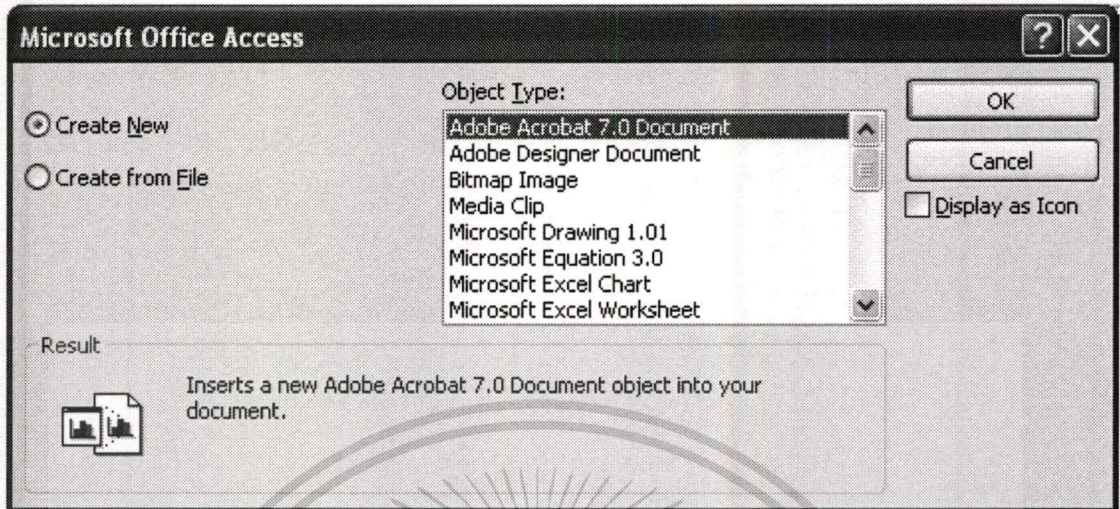 Microsoft Office Access
Create New
Create from File
Object Type:
Adobe Acrobat 7.0 Document
Adobe Designer Document
Bitmap Image
Media Clip
Microsoft Drawing 1.01
Microsoft Equation 3.0
Microsoft Excel Chart
Microsoft Excel Worksheet
OK
Cancel
Display as Icon
Result
Inserts a new Adobe Acrobat 7.0 Document object into your
document.